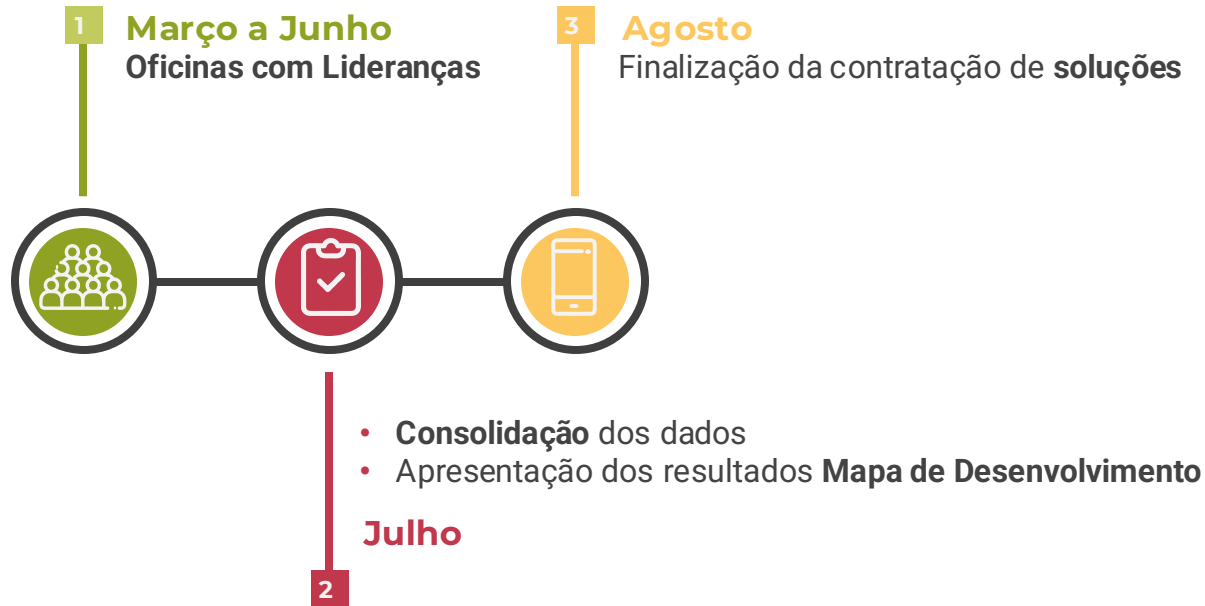 1
Março a Junho
Oficinas com Lideranças
3
Agosto
Finalização da contratação de soluções
• Consolidação dos dados
• Apresentação dos resultados Mapa de Desenvolvimento
Julho
2